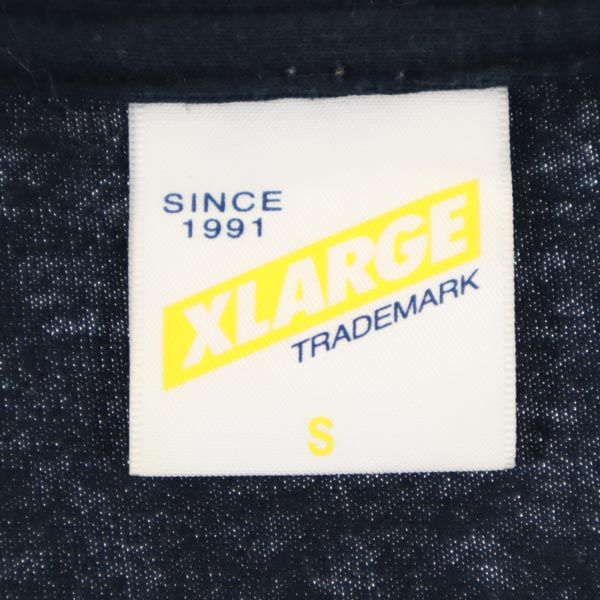 SINCE
1991
XLARGE
TRADEMARK
S